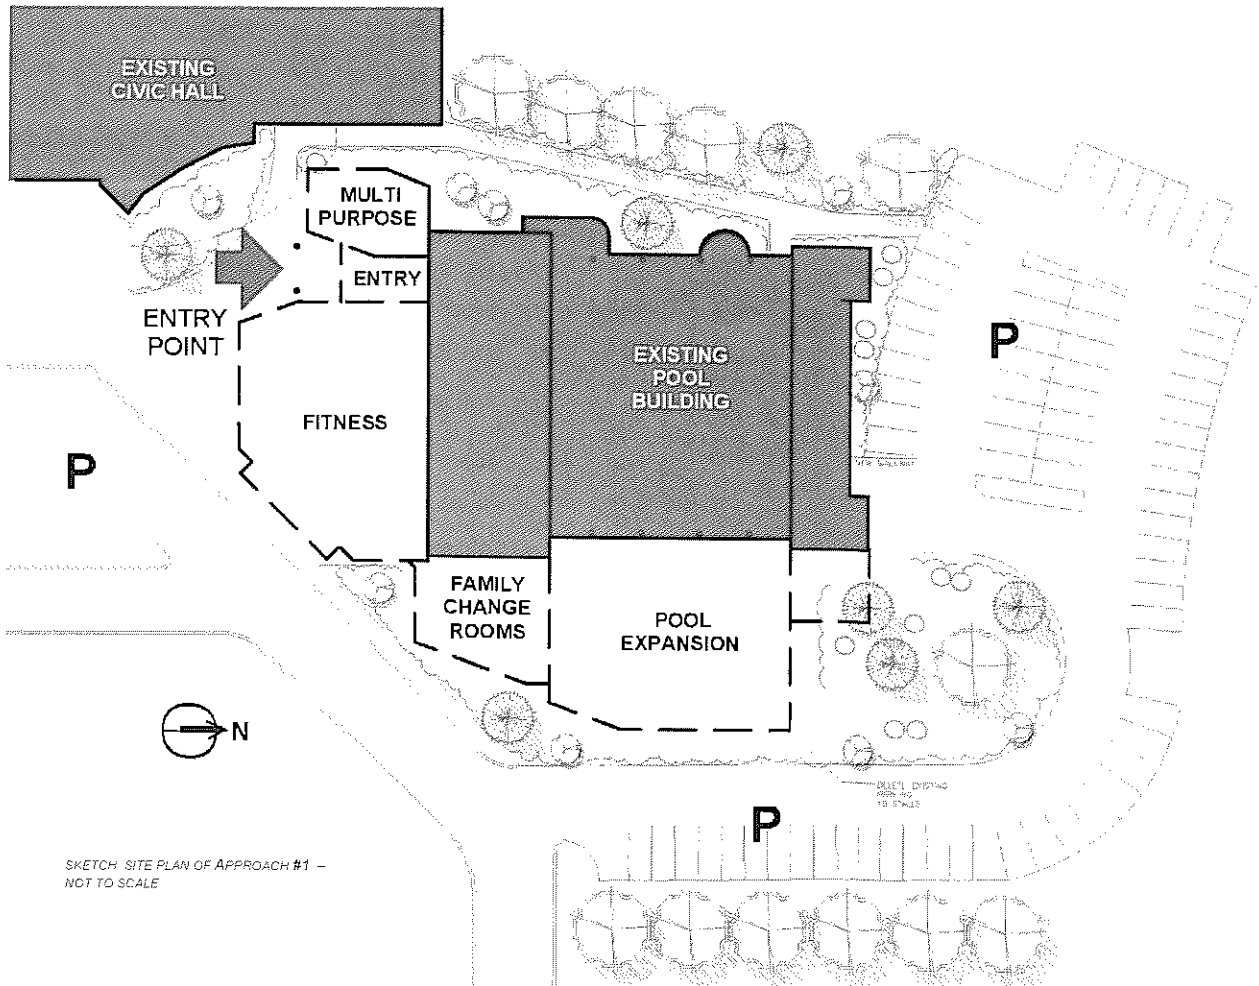 EXISTING
CIVIC HALL
MULTI
PURPOSE
ENTRY
ENTRY
POINT
EXISTING
POOL
BUILDING
P
FITNESS
P
FAMILY
CHANGE
ROOMS
POOL
EXPANSION
N
P
SKETCH SITE PLAN OF APPROACH #1 –
NOT TO SCALE